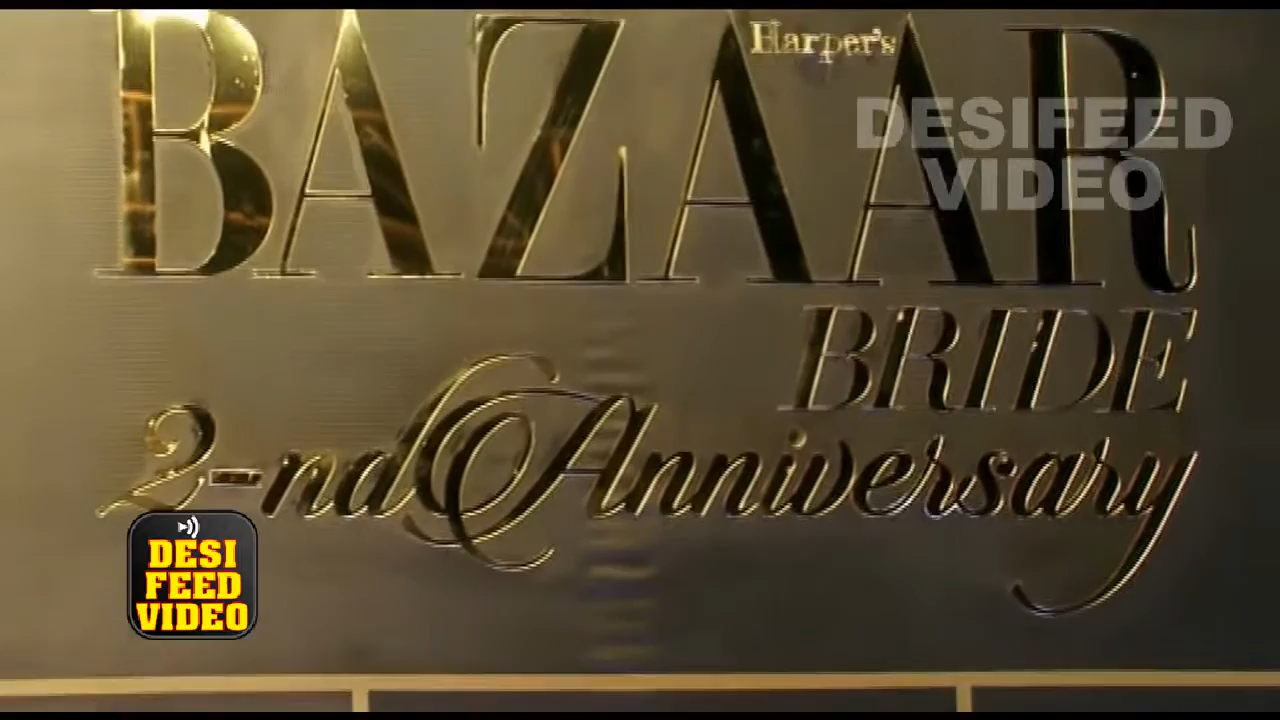 Harper's
BAZAAR
DESIFEED
VIDEO
BRIDE
2-nd Anniversary
DESI
FEED
VIDEO